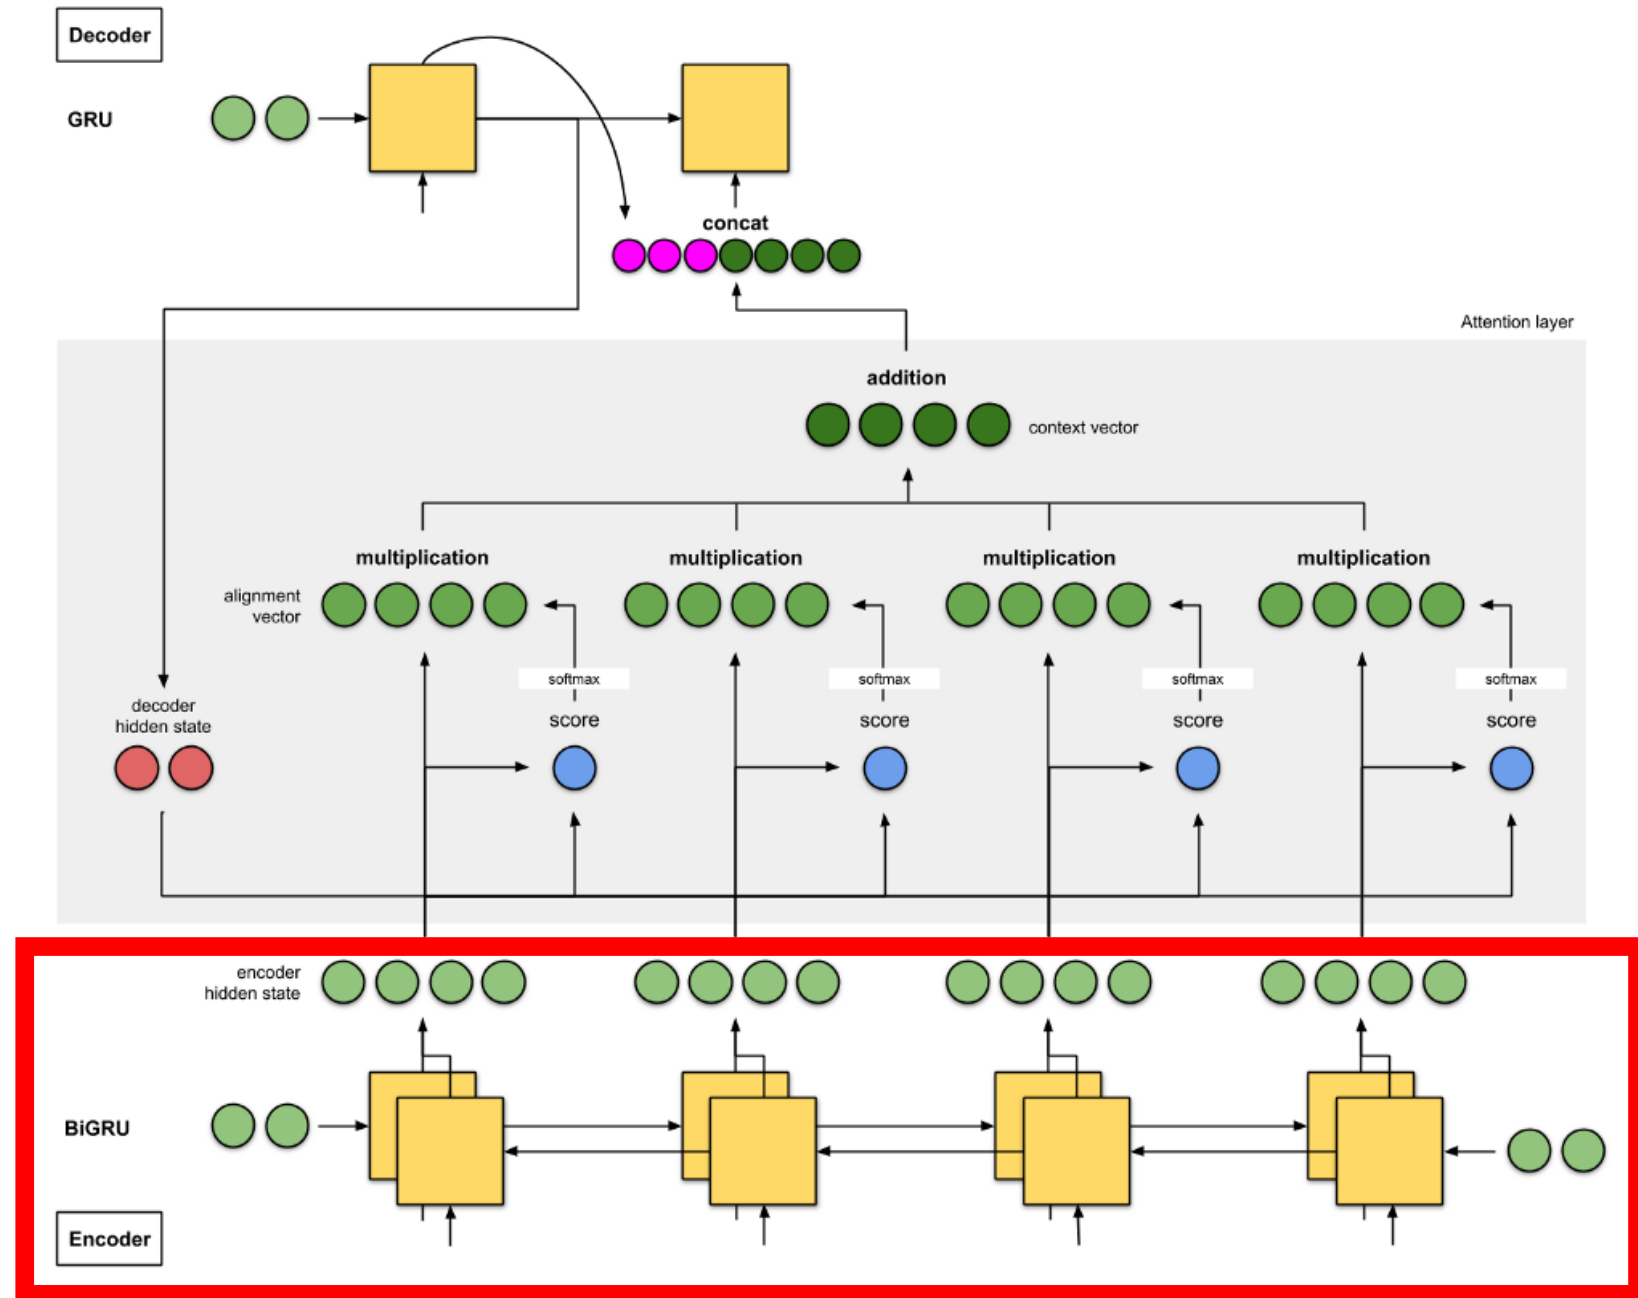 Decoder
GRU
concat
Attention layer
addition
context vector
multiplication
multiplication
multiplication
multiplication
alignment
vector
softmax
softmax
softmax
softmax
score
score
score
score
decoder
hidden state
encoder
hidden state
BiGRU
Encoder